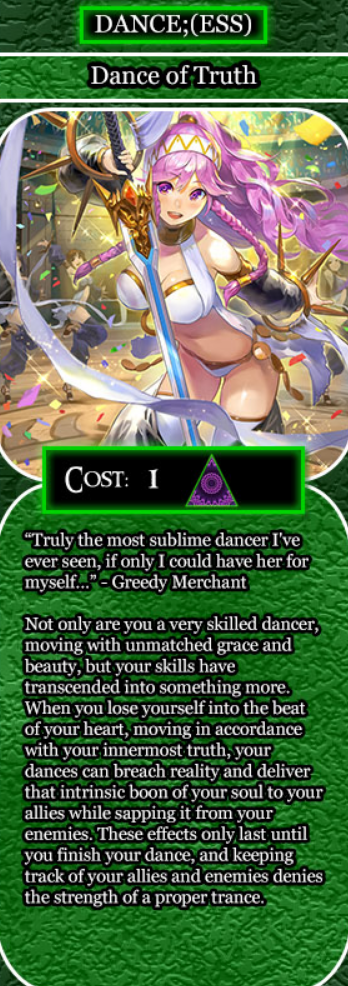 DANCE;(ESS)
Dance of Truth
COST: 1
“Truly the most sublime dancer I've
ever seen, if only I could have her for
myself...” - Greedy Merchant
Not only are you a very skilled dancer,
moving with unmatched grace and
beauty, but your skills have
transcended into something more.
When you lose yourself into the beat
of your heart, moving in accordance
with your innermost truth, your
dances can breach reality and deliver
that intrinsic boon of your soul to your
allies while sapping it from your
enemies. These effects only last until
you finish your dance, and keeping
track of your allies and enemies denies
the strength of a proper trance.